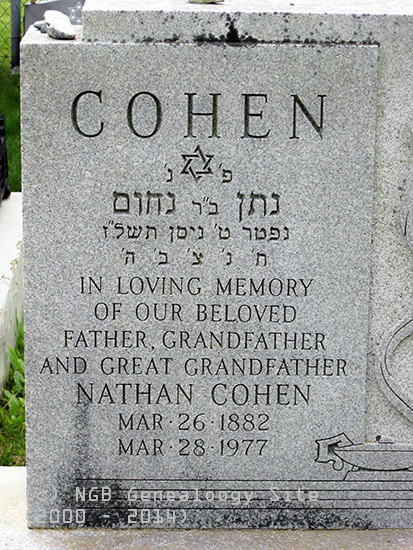 COHEN
פ' נ'
נתן ב"ר נחום
נפטר ט' ניסן תשל"ז
ת' נ' צ' ב' ה'
IN LOVING MEMORY
OF OUR BELOVED
FATHER, GRANDFATHER
AND GREAT GRANDFATHER
NATHAN COHEN
MAR·26·1882
MAR·28·1977
(c) NGB Genealoogy Site
2000 - 2014)